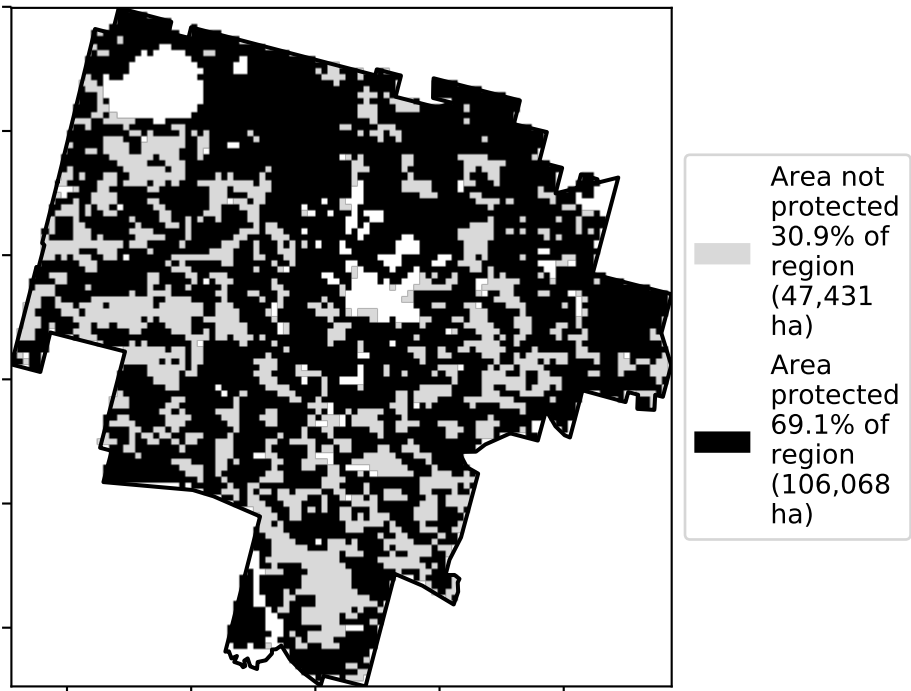 Area not
protected
30.9% of
region
(47,431
ha)
Area
protected
69.1% of
region
(106,068
ha)